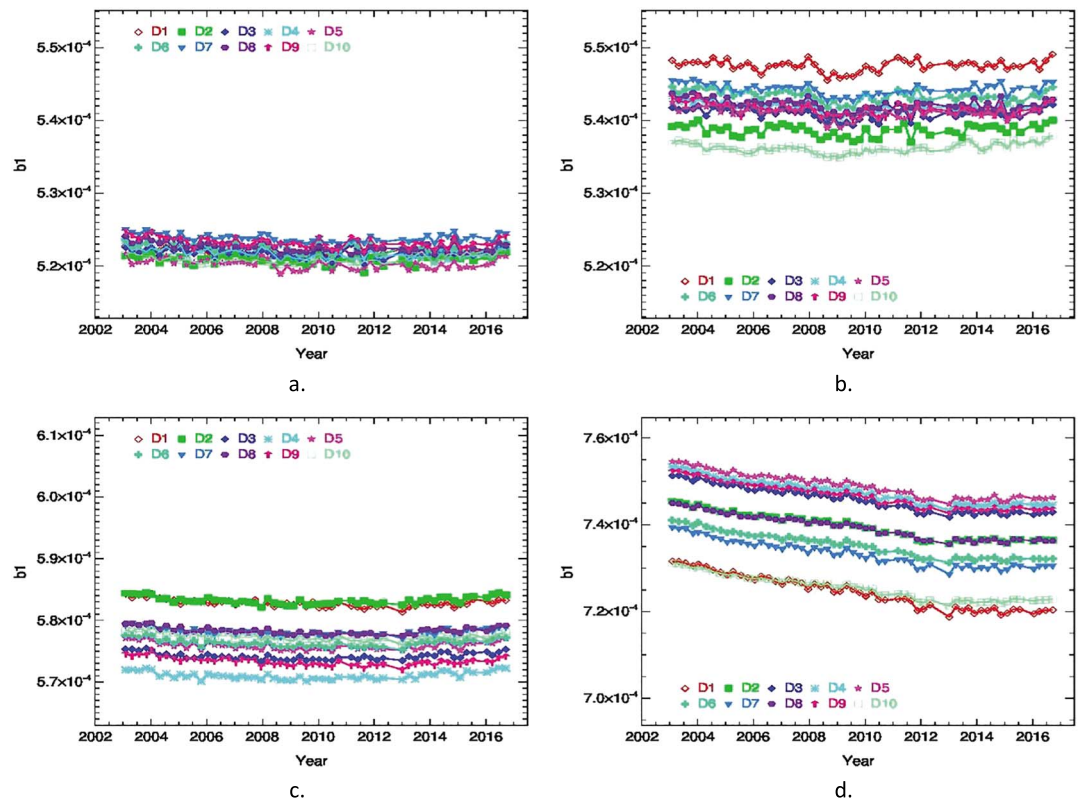 D1 D2 D3 D4 D5
D6 D7 D8 D9 D10
5.5×10⁻⁴
5.4×10⁻⁴
5.3×10⁻⁴
5.2×10⁻⁴
b1
2002 2004 2006 2008 2010 2012 2014 2016
Year
a.
5.5×10⁻⁴
5.4×10⁻⁴
5.3×10⁻⁴
5.2×10⁻⁴
b1
D1 D2 D3 D4 D5
D6 D7 D8 D9 D10
2002 2004 2006 2008 2010 2012 2014 2016
Year
b.
D1 D2 D3 D4 D5
D6 D7 D8 D9 D10
6.1×10⁻⁴
6.0×10⁻⁴
5.9×10⁻⁴
5.8×10⁻⁴
5.7×10⁻⁴
b1
2002 2004 2006 2008 2010 2012 2014 2016
Year
c.
7.6×10⁻⁴
7.4×10⁻⁴
7.2×10⁻⁴
7.0×10⁻⁴
b1
D1 D2 D3 D4 D5
D6 D7 D8 D9 D10
2002 2004 2006 2008 2010 2012 2014 2016
Year
d.